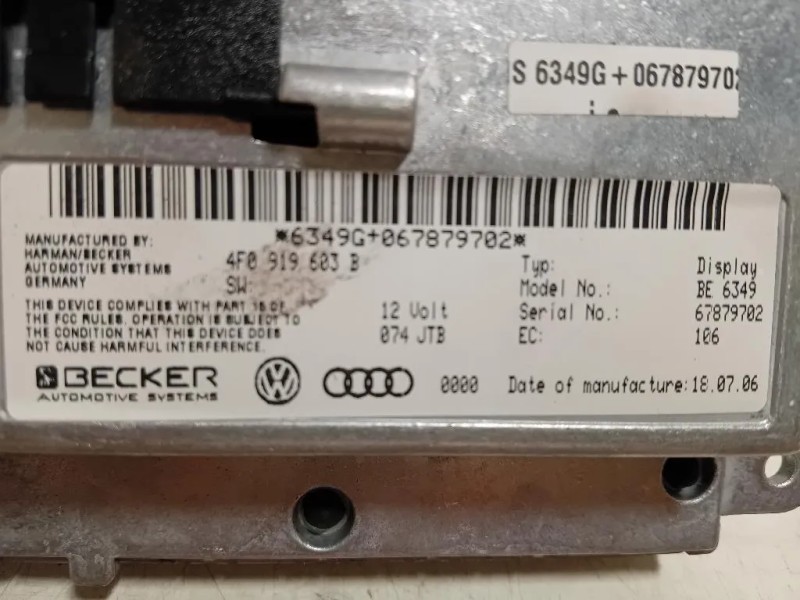 S 6349G+067879702
*6349G+067879702*
MANUFACTURED BY:
HARMAN/BECKER
AUTOMOTIVE SYSTEMS
GERMANY
4F0 919 603 B
SW
THIS DEVICE COMPLIES WITH PART 15 OF
THE FCC RULES. OPERATION IS SUBJECT TO
THE CONDITION THAT THIS DEVICE DOES
NOT CAUSE HARMFUL INTERFERENCE.
12 Volt
074 JTB
Typ: Display
Model No.: BE 6349
Serial No.: 67879702
EC: 106
BECKER
AUTOMOTIVE SYSTEMS
0000
Date of manufacture:18.07.06